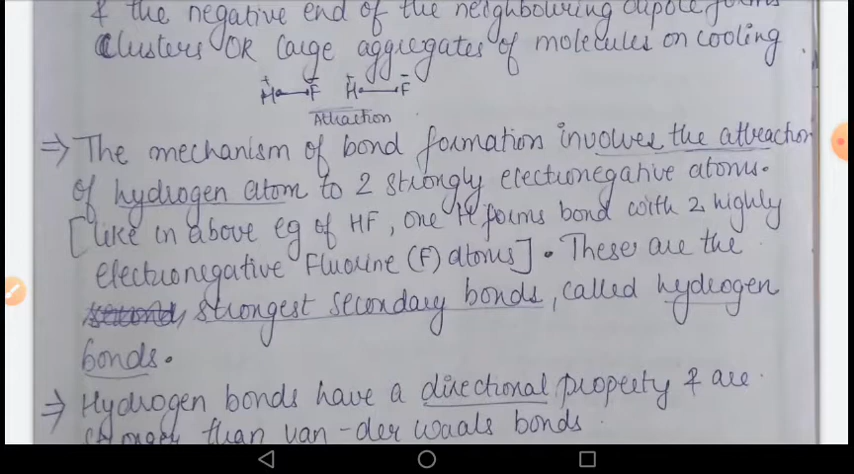 & the negative end of the neighbouring dipole forms
clusters OR large aggregates of molecules on cooling.
+ - + -
H F H F
Attraction
⇒ The mechanism of bond formation involves the attraction
of hydrogen atom to 2 strongly electronegative atoms.
[like in above eg of HF, one H forms bond with 2 highly
electronegative Fluorine (F) atoms]. These are the
strongest secondary bonds, called hydrogen
bonds.
⇒ Hydrogen bonds have a directional property & are
stronger than van-der waals bonds.